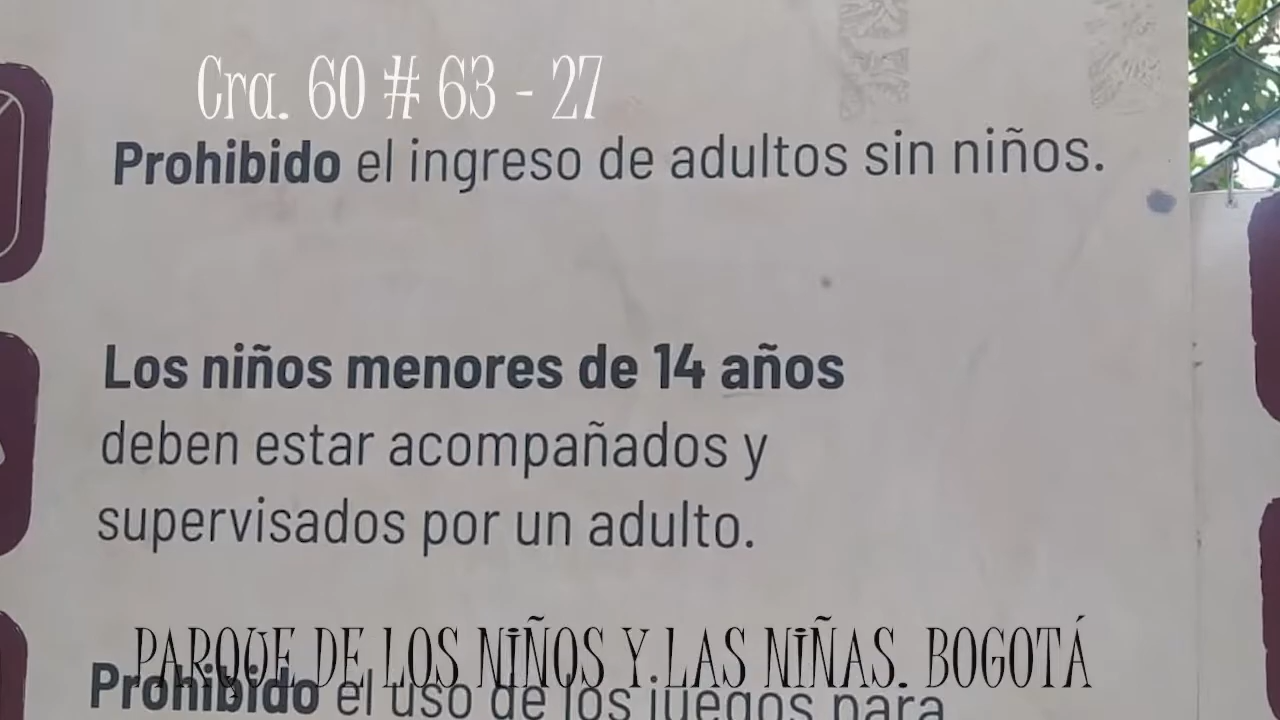 Cra. 60 # 63 - 27
Prohibido el ingreso de adultos sin niños.
Los niños menores de 14 años
deben estar acompañados y
supervisados por un adulto.
PARQUE DE LOS NIÑOS Y LAS NIÑAS. BOGOTÁ
Prohibido el uso de los juegos para